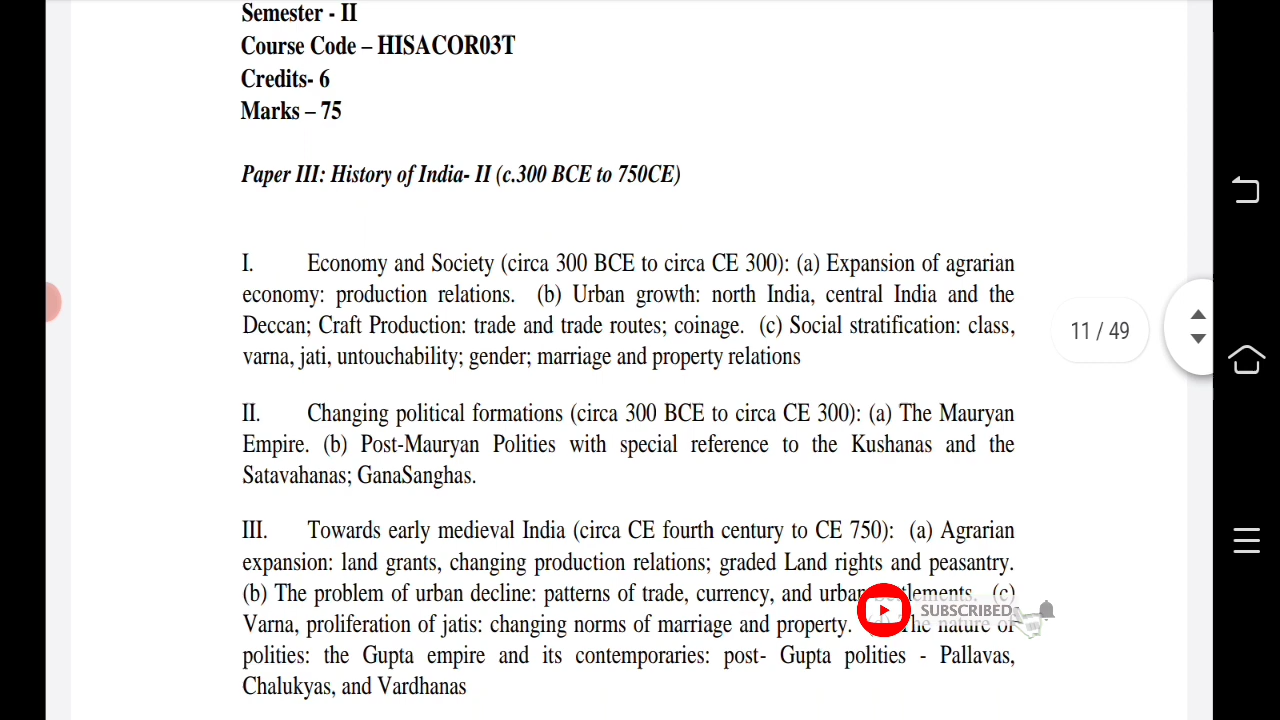 Semester - II
Course Code – HISACOR03T
Credits- 6
Marks – 75
Paper III: History of India- II (c.300 BCE to 750CE)
I. Economy and Society (circa 300 BCE to circa CE 300): (a) Expansion of agrarian
economy: production relations. (b) Urban growth: north India, central India and the
Deccan; Craft Production: trade and trade routes; coinage. (c) Social stratification: class,
varna, jati, untouchability; gender; marriage and property relations
11 / 49
II. Changing political formations (circa 300 BCE to circa CE 300): (a) The Mauryan
Empire. (b) Post-Mauryan Polities with special reference to the Kushanas and the
Satavahanas; GanaSanghas.
III. Towards early medieval India (circa CE fourth century to CE 750): (a) Agrarian
expansion: land grants, changing production relations; graded Land rights and peasantry.
(b) The problem of urban decline: patterns of trade, currency, and urban settlements. (c)
SUBSCRIBED
Varna, proliferation of jatis: changing norms of marriage and property. (d) The nature of
polities: the Gupta empire and its contemporaries: post- Gupta polities - Pallavas,
Chalukyas, and Vardhanas